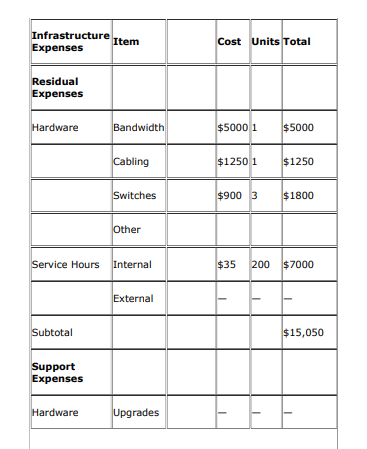 Infrastructure Expenses Item Cost Units Total
Residual Expenses
Hardware Bandwidth $5000 1 $5000
Cabling $1250 1 $1250
Switches $900 3 $1800
Other
Service Hours Internal $35 200 $7000
External — — —
Subtotal $15,050
Support Expenses
Hardware Upgrades — — —